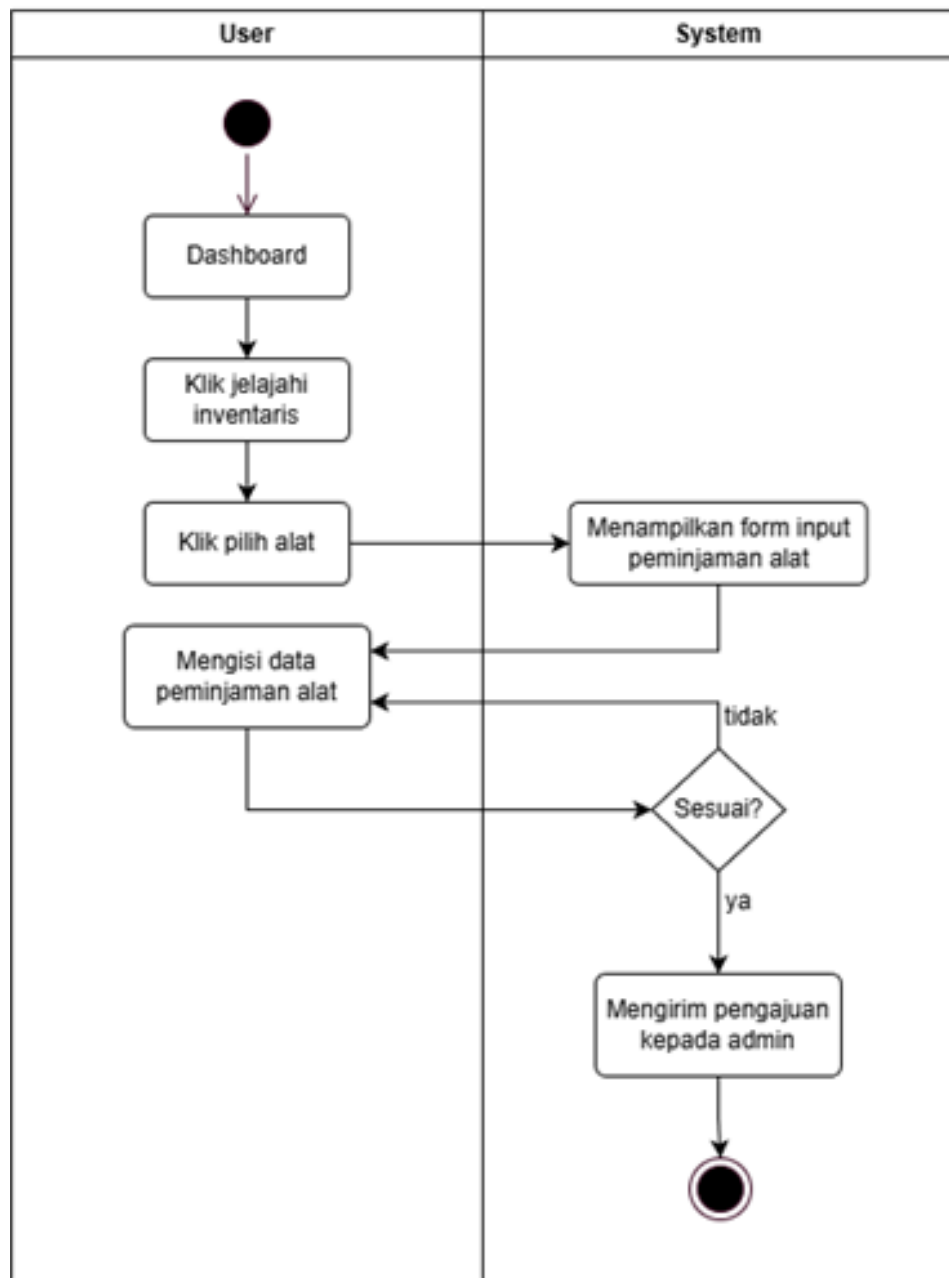 User
System
Dashboard
Klik jelajahi
inventaris
Klik pilih alat
Menampilkan form input
peminjaman alat
Mengisi data
peminjaman alat
tidak
Sesuai?
ya
Mengirim pengajuan
kepada admin